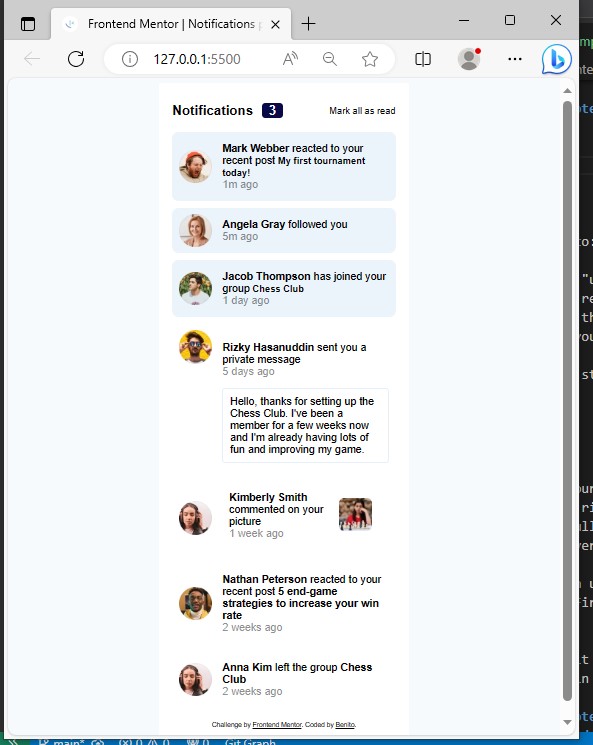 Frontend Mentor | Notifications
127.0.0.1:5500
Notifications 3 Mark all as read
Mark Webber reacted to your
recent post My first tournament
today!
1m ago
Angela Gray followed you
5m ago
Jacob Thompson has joined your
group Chess Club
1 day ago
Rizky Hasanuddin sent you a
private message
5 days ago
Hello, thanks for setting up the
Chess Club. I've been a
member for a few weeks now
and I'm already having lots of
fun and improving my game.
Kimberly Smith
commented on your
picture
1 week ago
Nathan Peterson reacted to your
recent post 5 end-game
strategies to increase your win
rate
2 weeks ago
Anna Kim left the group Chess
Club
2 weeks ago
Challenge by Frontend Mentor. Coded by Benito.
main* 0 0 0 Git Graph